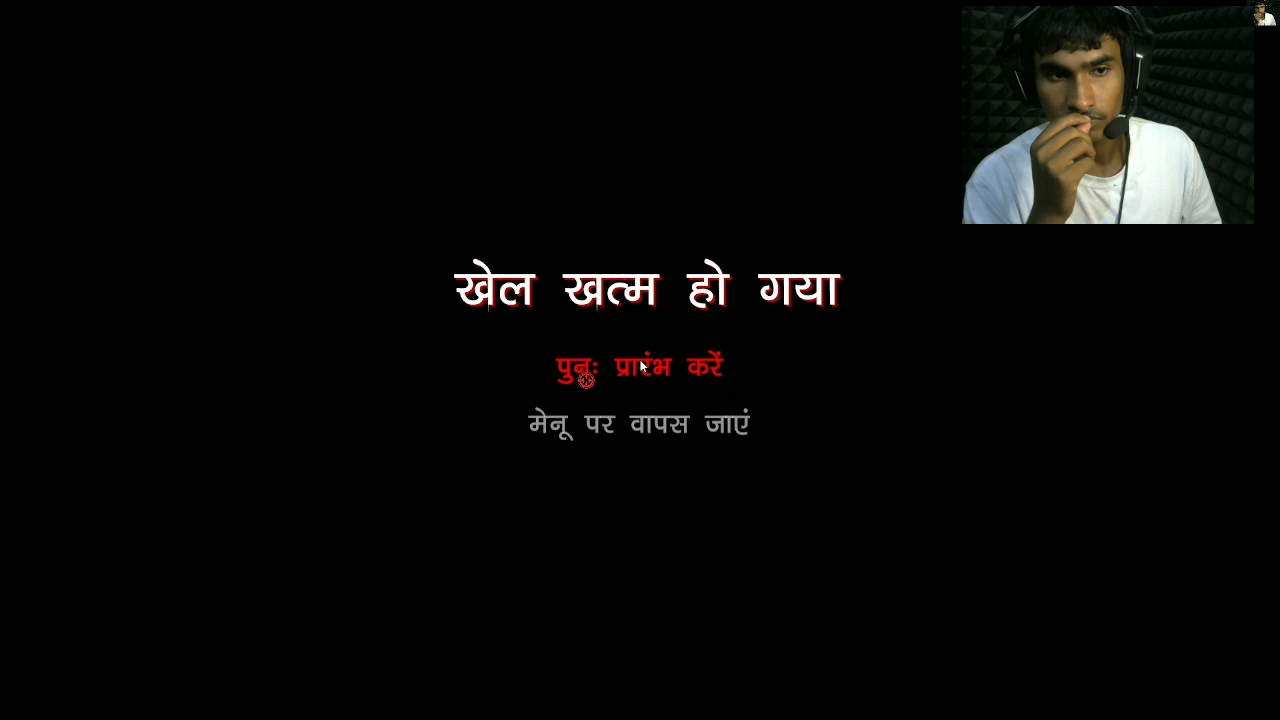 खेल खत्म हो गया
पुनः प्रारंभ करें
मेनू पर वापस जाएं